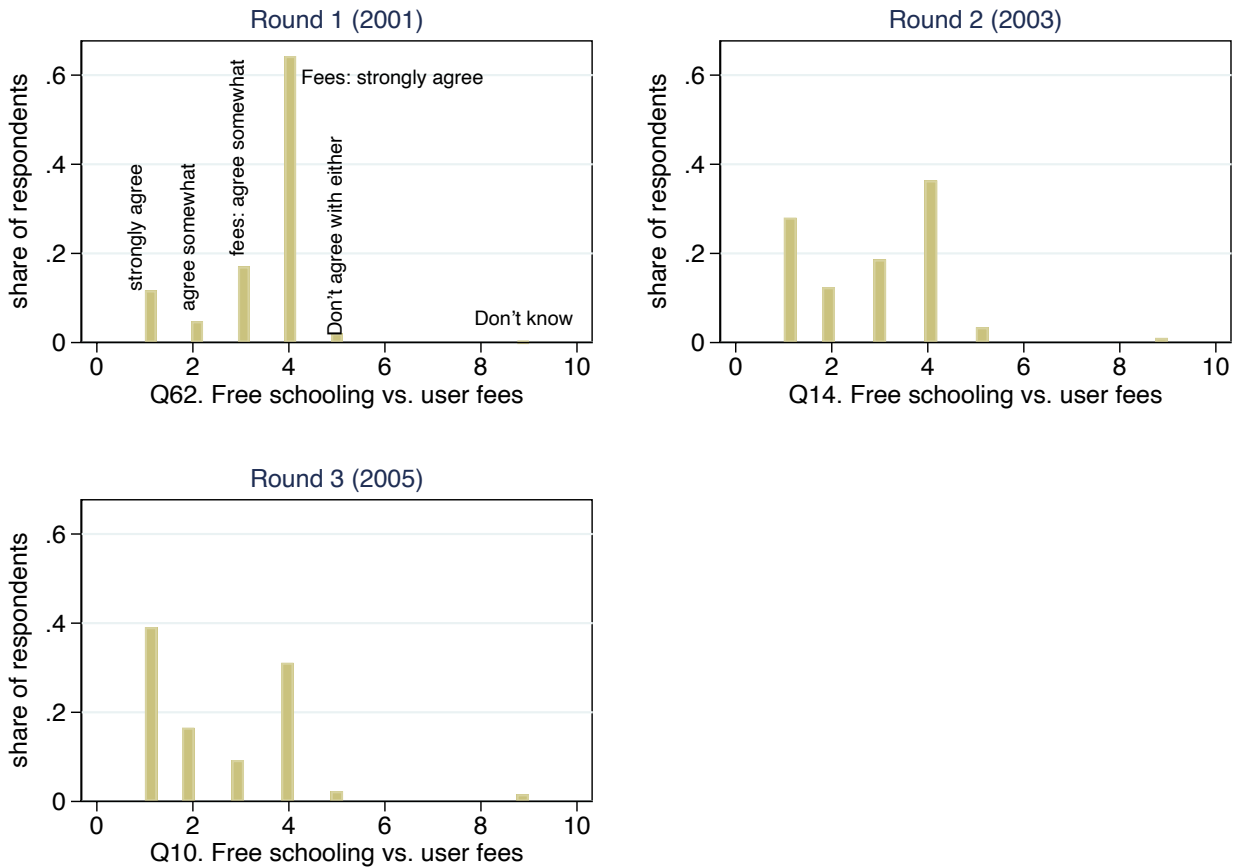 Round 1 (2001)
share of respondents
.6
.4
.2
0
strongly agree
agree somewhat
fees: agree somewhat
Fees: strongly agree
Don't agree with either
Don't know
0 2 4 6 8 10
Q62. Free schooling vs. user fees
Round 2 (2003)
share of respondents
.6
.4
.2
0
0 2 4 6 8 10
Q14. Free schooling vs. user fees
Round 3 (2005)
share of respondents
.6
.4
.2
0
0 2 4 6 8 10
Q10. Free schooling vs. user fees